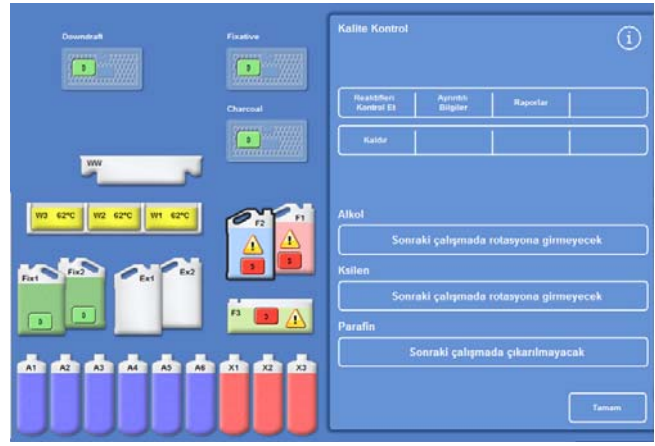 Downdraft
Fixative
Charcoal
WW
W3 62°C W2 62°C W1 62°C
F2 F1
Fix1 Fix2 Ex1 Ex2
F3
A1 A2 A3 A4 A5 A6 X1 X2 X3
Kalite Kontrol
i
Reaktifleri Ayrıntılı Raporlar
Kontrol Et Bilgiler
Kaldır
Alkol
Sonraki çalışmada rotasyona girmeyecek
Ksilen
Sonraki çalışmada rotasyona girmeyecek
Parafin
Sonraki çalışmada çıkarılmayacak
Tamam